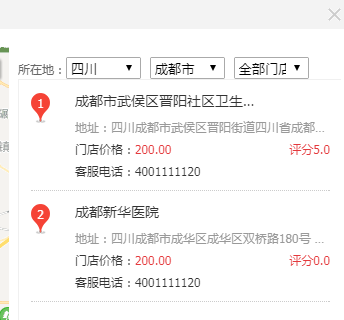 所在地：四川 成都市 全部门店
1 成都市武侯区晋阳社区卫生...
地址：四川成都市武侯区晋阳街道四川省成都...
门店价格：200.00 评分5.0
客服电话：4001111120
2 成都新华医院
地址：四川成都市成华区成华区双桥路180号 ...
门店价格：200.00 评分0.0
客服电话：4001111120